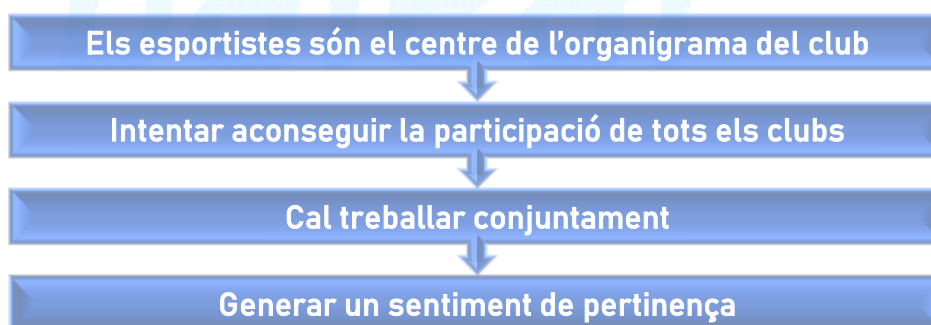 Els esportistes són el centre de l'organigrama del club
Intentar aconseguir la participació de tots els clubs
Cal treballar conjuntament
Generar un sentiment de pertinença